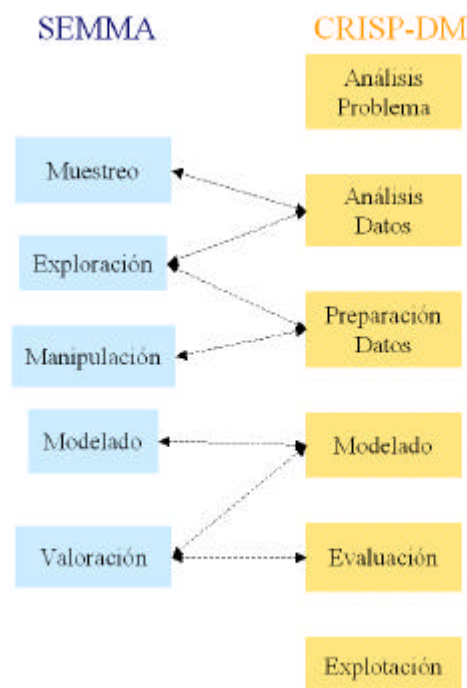 SEMMA
CRISP-DM
Análisis
Problema
Muestreo
Análisis
Datos
Exploración
Preparación
Datos
Manipulación
Modelado
Modelado
Valoración
Evaluación
Explotación